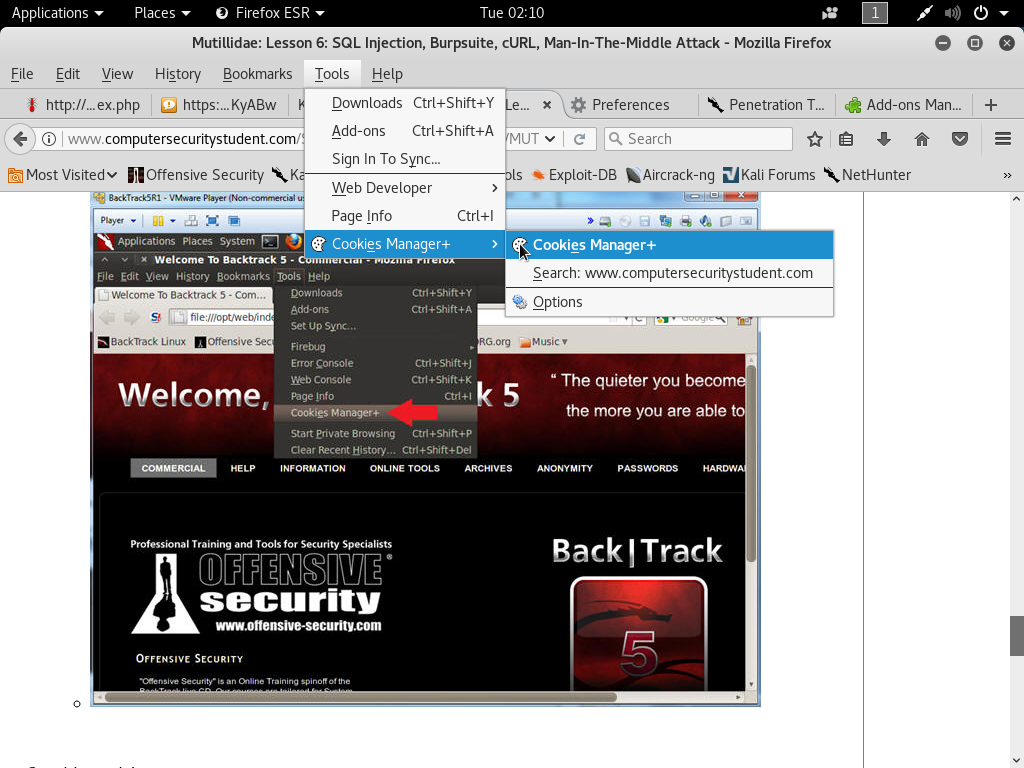 Applications Places Firefox ESR Tue 02:10 1
Mutillidae: Lesson 6: SQL Injection, Burpsuite, cURL, Man-In-The-Middle Attack - Mozilla Firefox
File Edit View History Bookmarks Tools Help
http://...ex.php https:...KyABw Le... Preferences Penetration T... Add-ons Man...
www.computersecuritystudent.com/ /MUT Search
Most Visited Offensive Security Exploit-DB Aircrack-ng Kali Forums NetHunter »
Downloads Ctrl+Shift+Y
Add-ons Ctrl+Shift+A
Sign In To Sync...
Web Developer
Page Info Ctrl+I
Cookies Manager+
Cookies Manager+
Search: www.computersecuritystudent.com
Options
BackTrack5R1 - VMware Player (Non-commercial us
Player
Applications Places System
Welcome To Backtrack 5 - Commercial - Mozilla Firefox
File Edit View History Bookmarks Tools Help
Welcome To Backtrack 5 - Com...
file:///opt/web/inde Google
BackTrack Linux Offensive Sec RG.org Music
Downloads Ctrl+Shift+Y
Add-ons Ctrl+Shift+A
Set Up Sync...
Firebug
Error Console Ctrl+Shift+J
Web Console Ctrl+Shift+K
Page Info Ctrl+I
Cookies Manager+
Start Private Browsing Ctrl+Shift+P
Clear Recent History... Ctrl+Shift+Del
Welcome, k 5
“ The quieter you become
the more you are able to
COMMERCIAL HELP INFORMATION ONLINE TOOLS ARCHIVES ANONYMITY PASSWORDS HARDWA
Professional Training and Tools for Security Specialists
OFFENSIVE®
security
www.offensive-security.com
Back|Track
5
OFFENSIVE SECURITY
"Offensive Security" is an Online Training spinoff of the